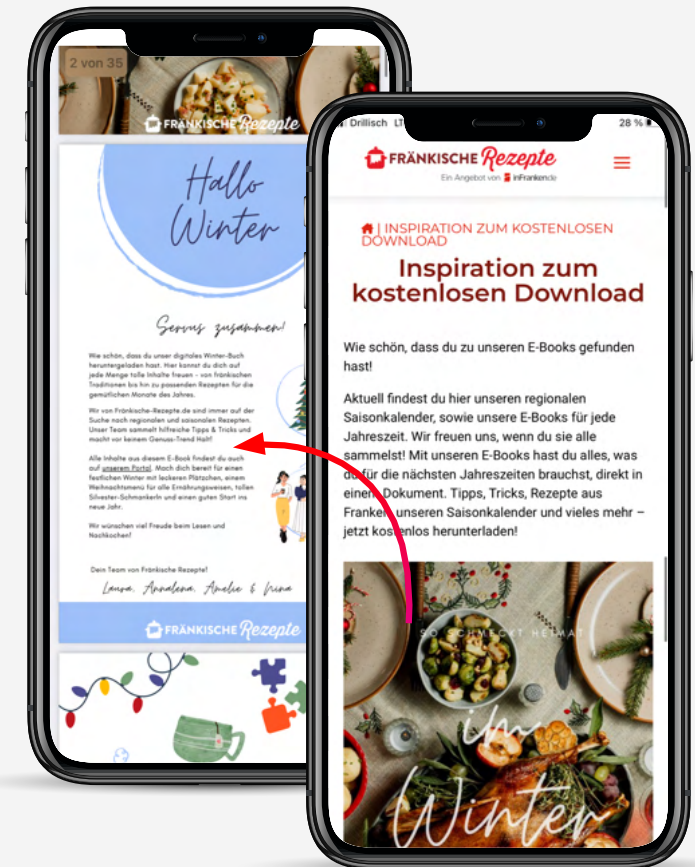 2 von 35
FRÄNKISCHE Rezepte
Hallo
Winter
Servus zusammen!
Wie schön, dass du unser digitales Winter-Buch
heruntergeladen hast. Hier kannst du dich auf
jede Menge tolle Inhalte freuen - von fränkischen
Traditionen bis hin zu passenden Rezepten für die
gemütlichen Monate des Jahres.
Wir von Fränkische-Rezepte.de sind immer auf der
Suche nach regionalen und saisonalen Rezepten.
Unser Team sammelt hilfreiche Tipps & Tricks und
macht vor keinem Genuss-Trend Halt!
Alle Inhalte aus diesem E-Book findest du auch
auf unserem Portal. Mach dich bereit für einen
festlichen Winter mit leckeren Plätzchen, einem
Weihnachtsmenü für alle Ernährungsweisen, tollen
Silvester-Schmankerln und einen guten Start ins
neue Jahr.
Wir wünschen viel Freude beim Lesen und
Nachkochen!
Dein Team von Fränkische Rezepte!
Laura, Annalena, Amelie & Nina
FRÄNKISCHE Rezepte
Drillisch LT
28 %
FRÄNKISCHE Rezepte
Ein Angebot von inFranken.de
| INSPIRATION ZUM KOSTENLOSEN
DOWNLOAD
Inspiration zum
kostenlosen Download
Wie schön, dass du zu unseren E-Books gefunden
hast!
Aktuell findest du hier unseren regionalen
Saisonkalender, sowie unsere E-Books für jede
Jahreszeit. Wir freuen uns, wenn du sie alle
sammelst! Mit unseren E-Books hast du alles, was
du für die nächsten Jahreszeiten brauchst, direkt in
einem Dokument. Tipps, Tricks, Rezepte aus
Franken, unseren Saisonkalender und vieles mehr –
jetzt kostenlos herunterladen!
SO SCHMECKT HEIMAT
im
Winter